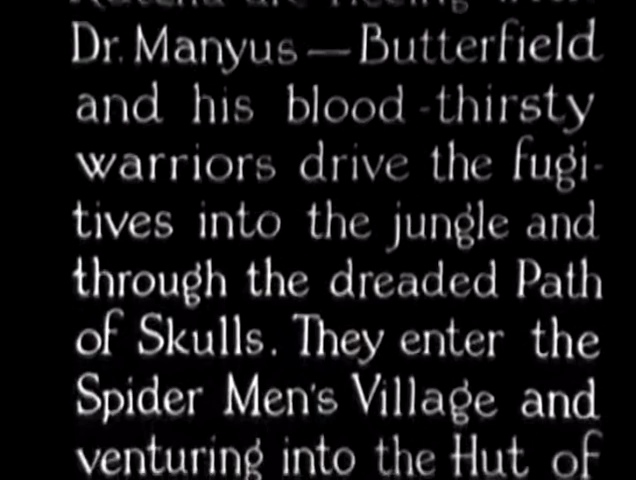 Dr. Manyus — Butterfield
and his blood-thirsty
warriors drive the fugi-
tives into the jungle and
through the dreaded Path
of Skulls. They enter the
Spider Men's Village and
venturing into the Hut of